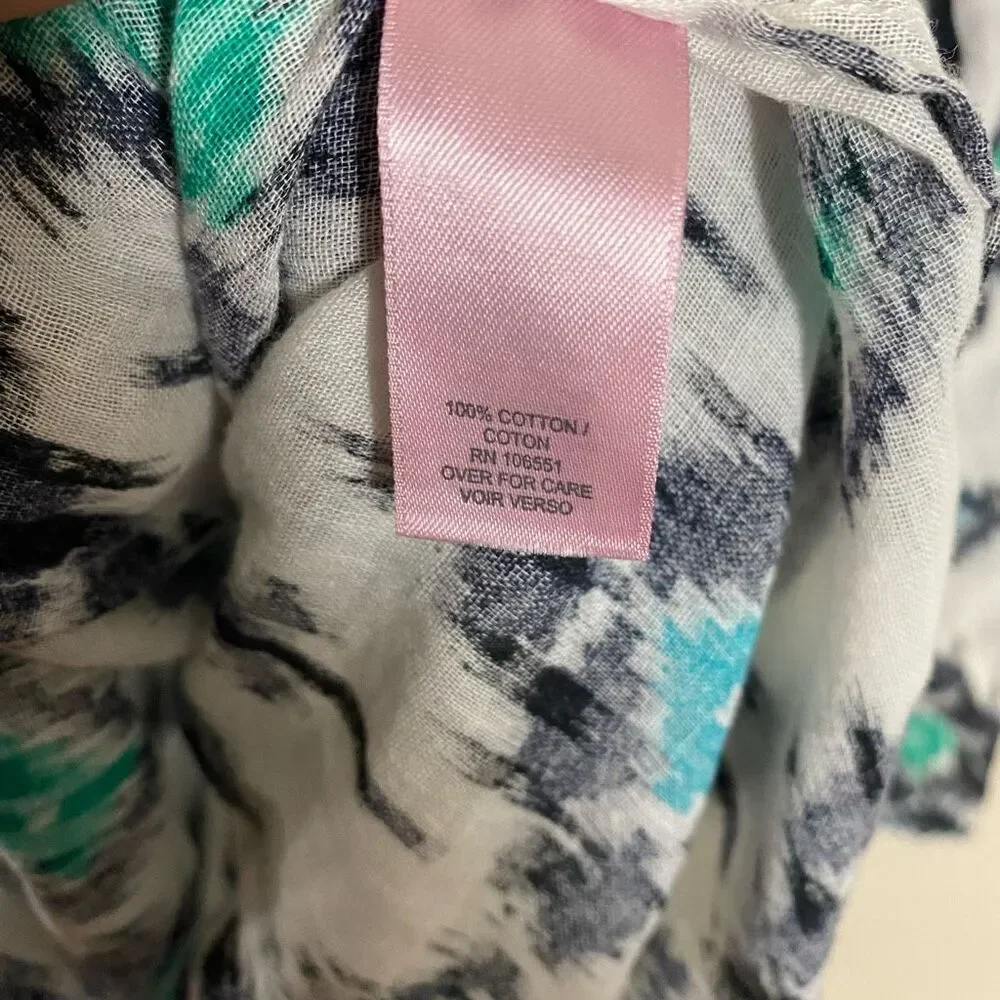 100% COTTON /
COTON
RN 106551
OVER FOR CARE
VOIR VERSO